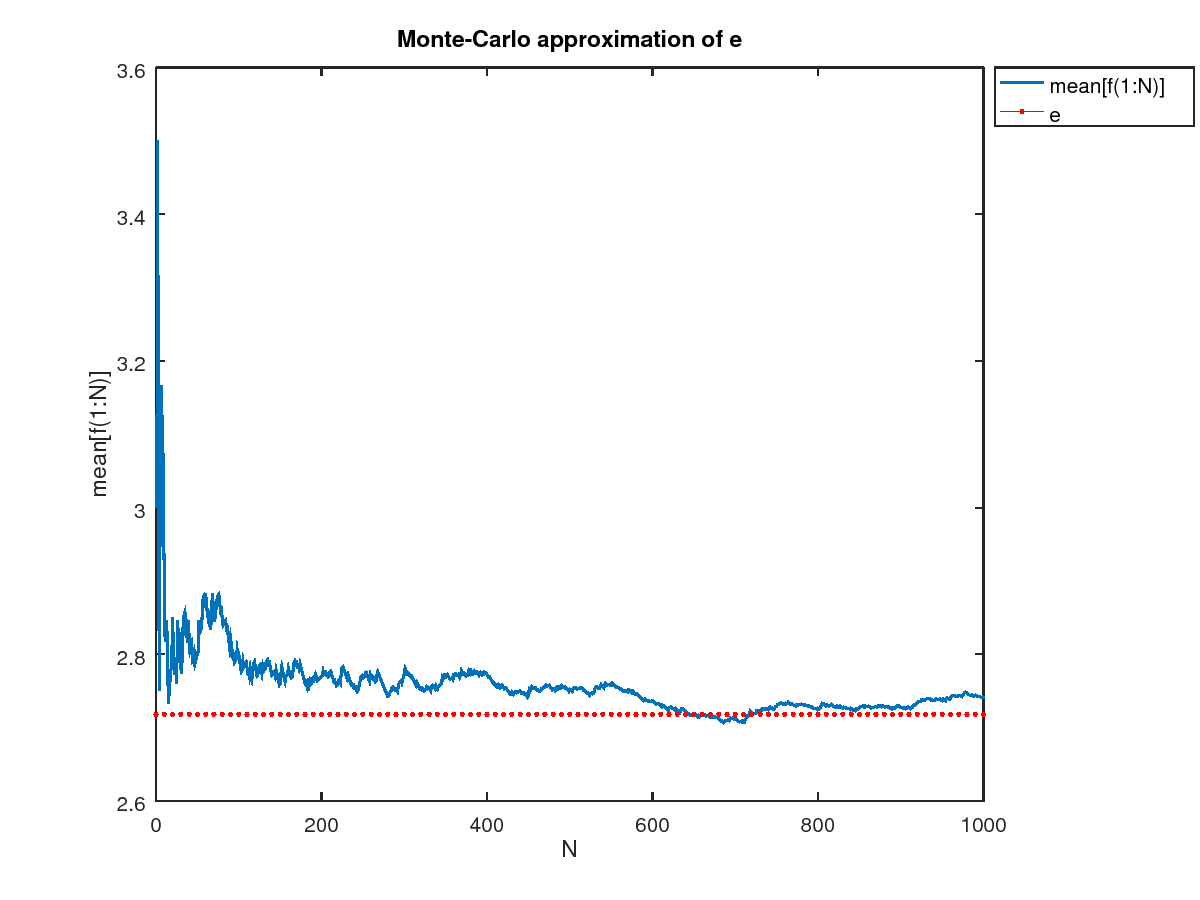 Monte-Carlo approximation of e
mean[f(1:N)]
e
3.6
3.4
3.2
3
2.8
2.6
mean[f(1:N)]
0 200 400 600 800 1000
N